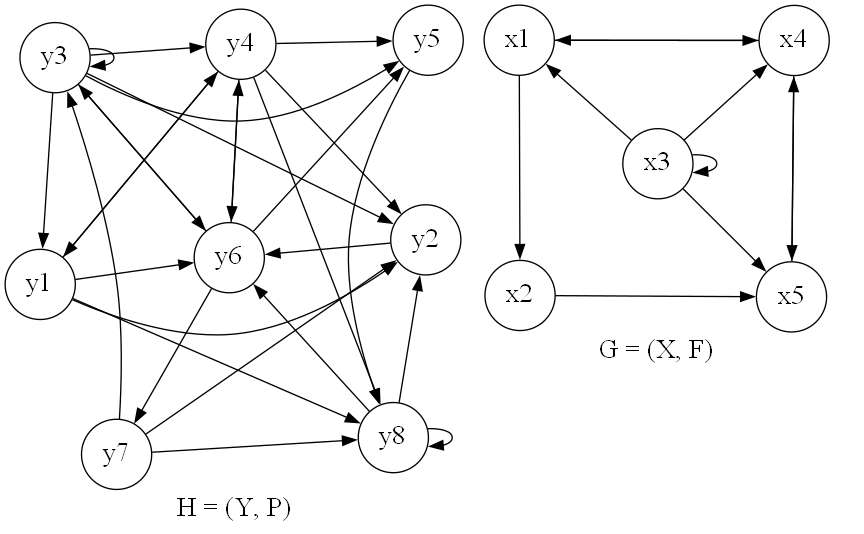 y3
y4
y5
x1
x4
x3
y6
y2
y1
x2
x5
G = (X, F)
y8
y7
H = (Y, P)